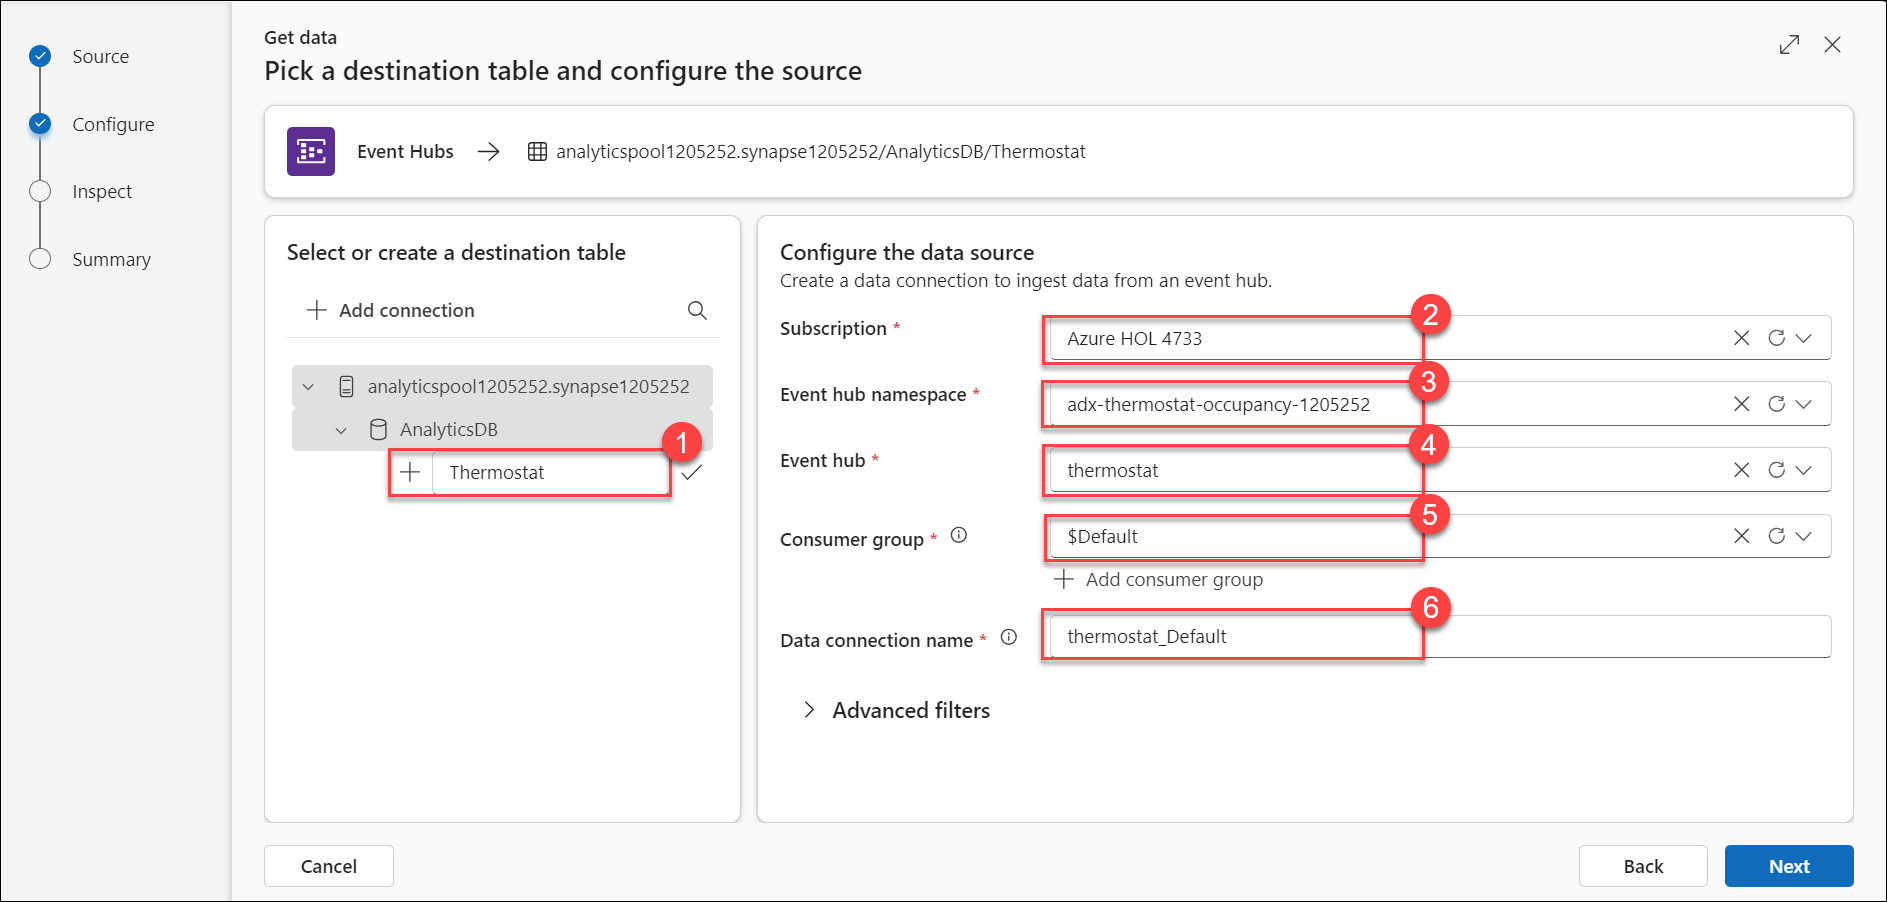 Source
Configure
Inspect
Summary
Get data
Pick a destination table and configure the source
Event Hubs
analyticspool1205252.synapse1205252/AnalyticsDB/Thermostat
Select or create a destination table
Add connection
analyticspool1205252.synapse1205252
AnalyticsDB
1
Thermostat
Configure the data source
Create a data connection to ingest data from an event hub.
2
Subscription *
Azure HOL 4733
3
Event hub namespace *
adx-thermostat-occupancy-1205252
4
Event hub *
thermostat
5
Consumer group *
$Default
Add consumer group
6
Data connection name *
thermostat_Default
Advanced filters
Cancel
Back
Next